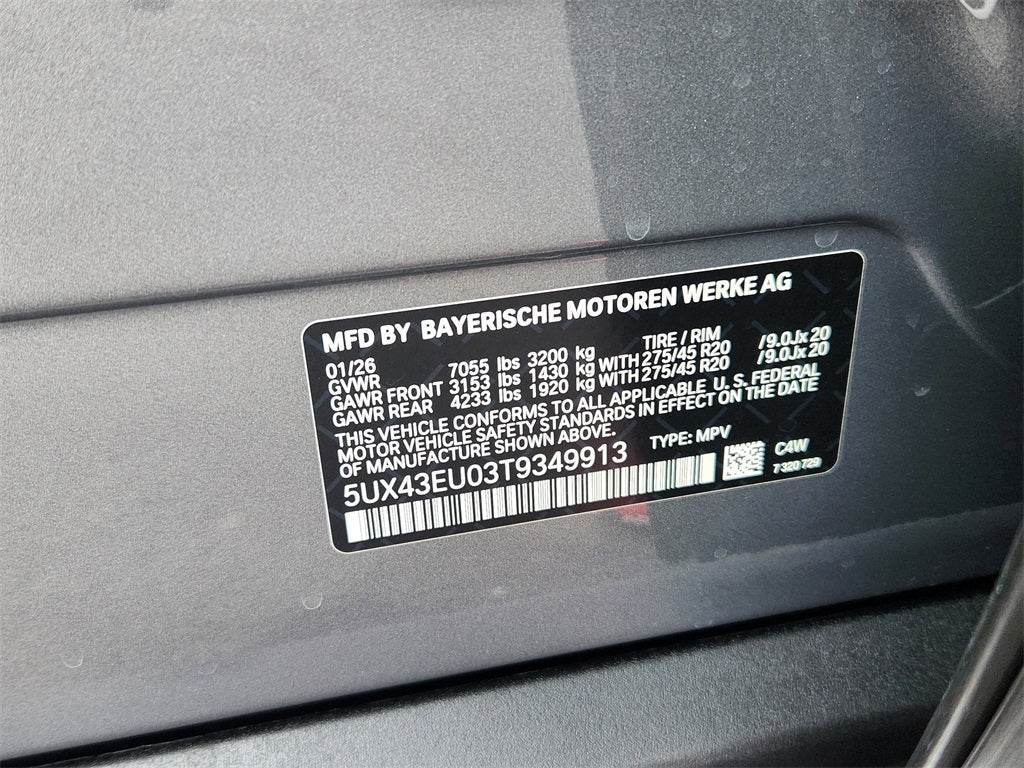 MFD BY BAYERISCHE MOTOREN WERKE AG
01/26 TIRE / RIM
GVWR 7055 lbs 3200 kg
GAWR FRONT 3153 lbs 1430 kg WITH 275/45 R20 /9.0Jx20
GAWR REAR 4233 lbs 1920 kg WITH 275/45 R20 /9.0Jx20
THIS VEHICLE CONFORMS TO ALL APPLICABLE U. S. FEDERAL
MOTOR VEHICLE SAFETY STANDARDS IN EFFECT ON THE DATE
OF MANUFACTURE SHOWN ABOVE. TYPE: MPV
5UX43EU03T9349913
C4W
7 320 729